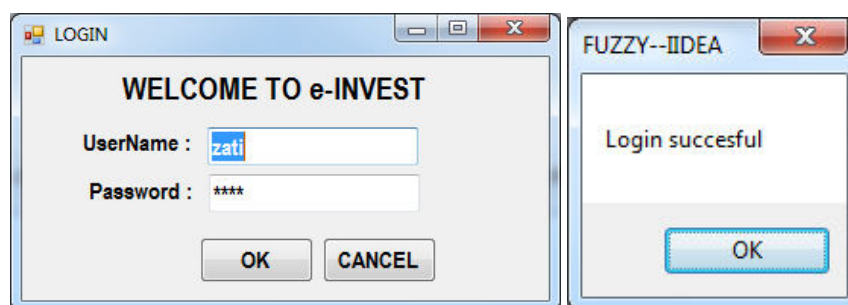 LOGIN
WELCOME TO e-INVEST
UserName : zati
Password : ****
OK CANCEL
FUZZY--IIDEA
Login succesful
OK